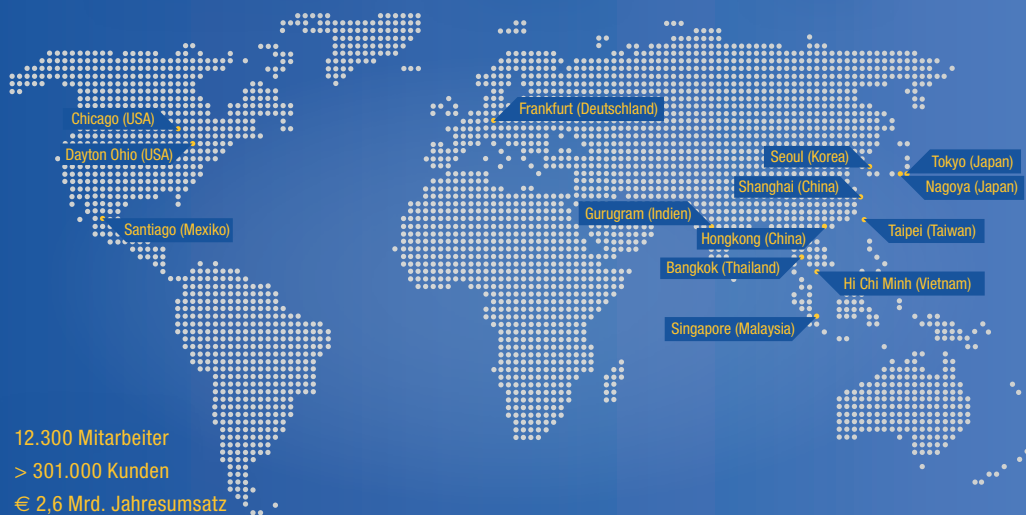 Chicago (USA)
Dayton Ohio (USA)
Santiago (Mexiko)
Frankfurt (Deutschland)
Seoul (Korea)
Tokyo (Japan)
Shanghai (China)
Nagoya (Japan)
Gurugram (Indien)
Hongkong (China)
Taipei (Taiwan)
Bangkok (Thailand)
Hi Chi Minh (Vietnam)
Singapore (Malaysia)
12.300 Mitarbeiter
> 301.000 Kunden
€ 2,6 Mrd. Jahresumsatz